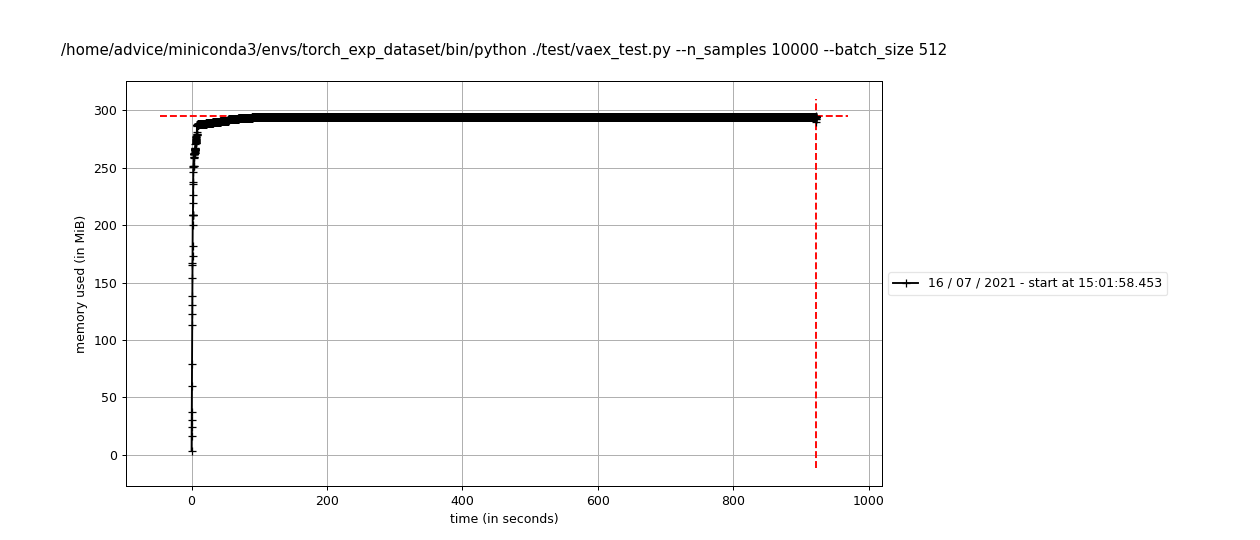 /home/advice/miniconda3/envs/torch_exp_dataset/bin/python ./test/vaex_test.py --n_samples 10000 --batch_size 512
300
250
200
150
100
50
0
memory used (in MiB)
0 200 400 600 800 1000
time (in seconds)
16 / 07 / 2021 - start at 15:01:58.453